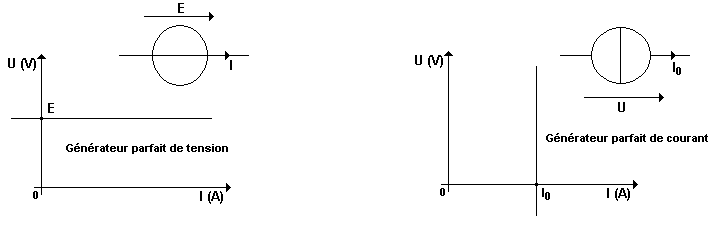 E
I
U (V)
E
Générateur parfait de tension
0
I (A)
U (V)
I0
U
Générateur parfait de courant
0
I0
I (A)